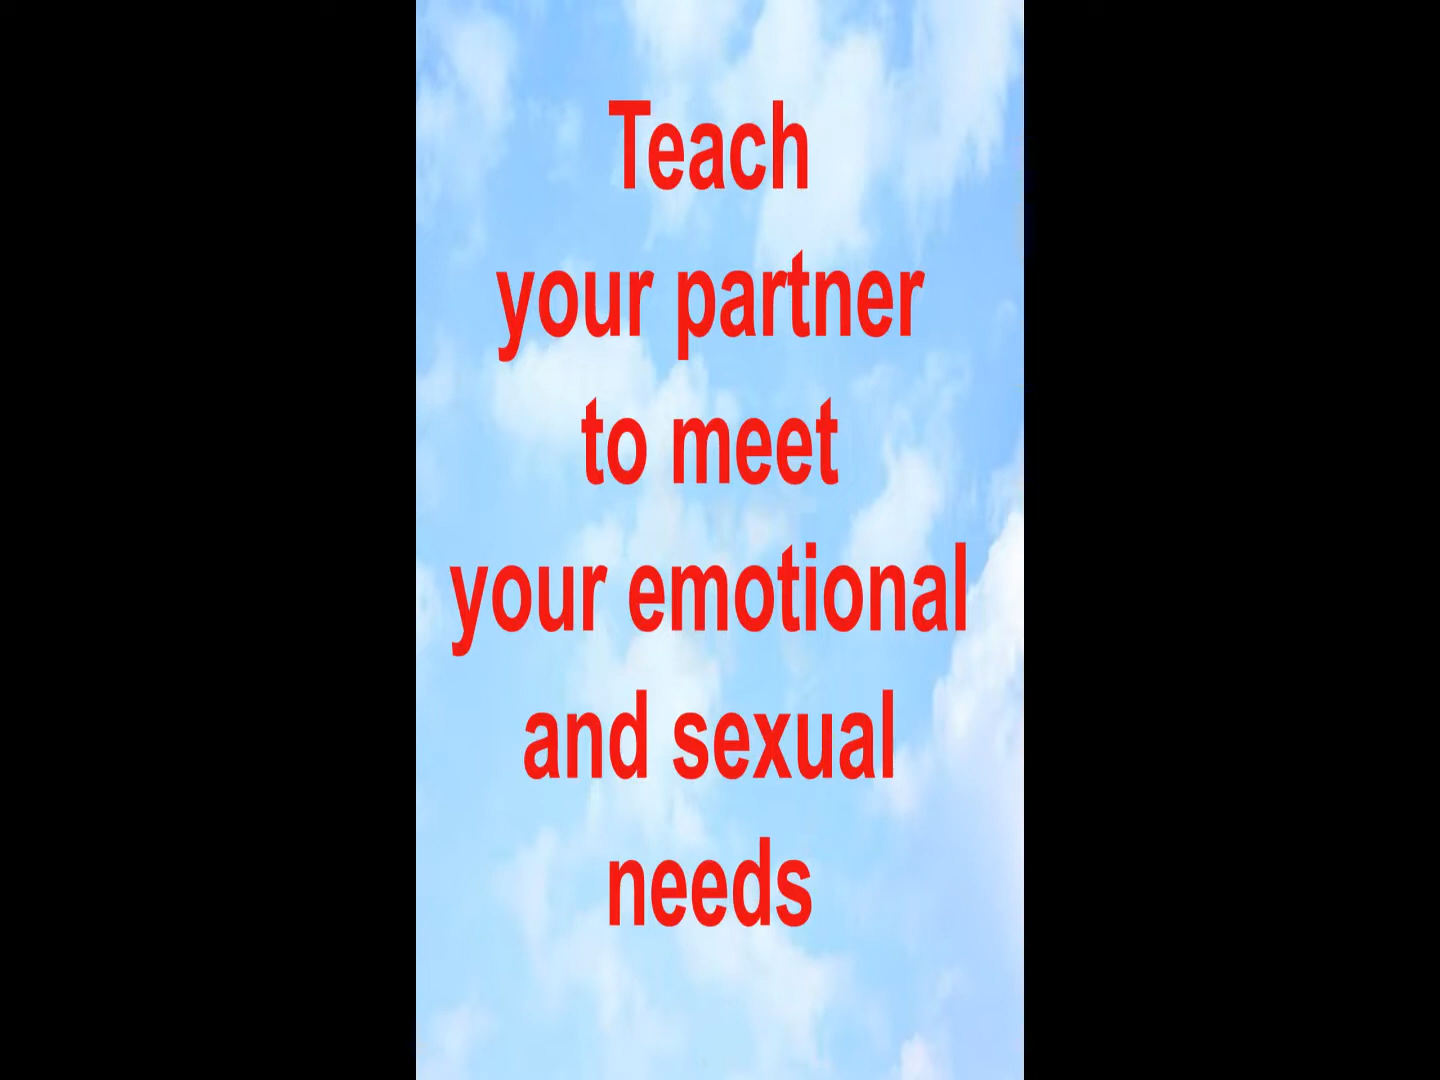 Teach
your partner
to meet
your emotional
and sexual
needs